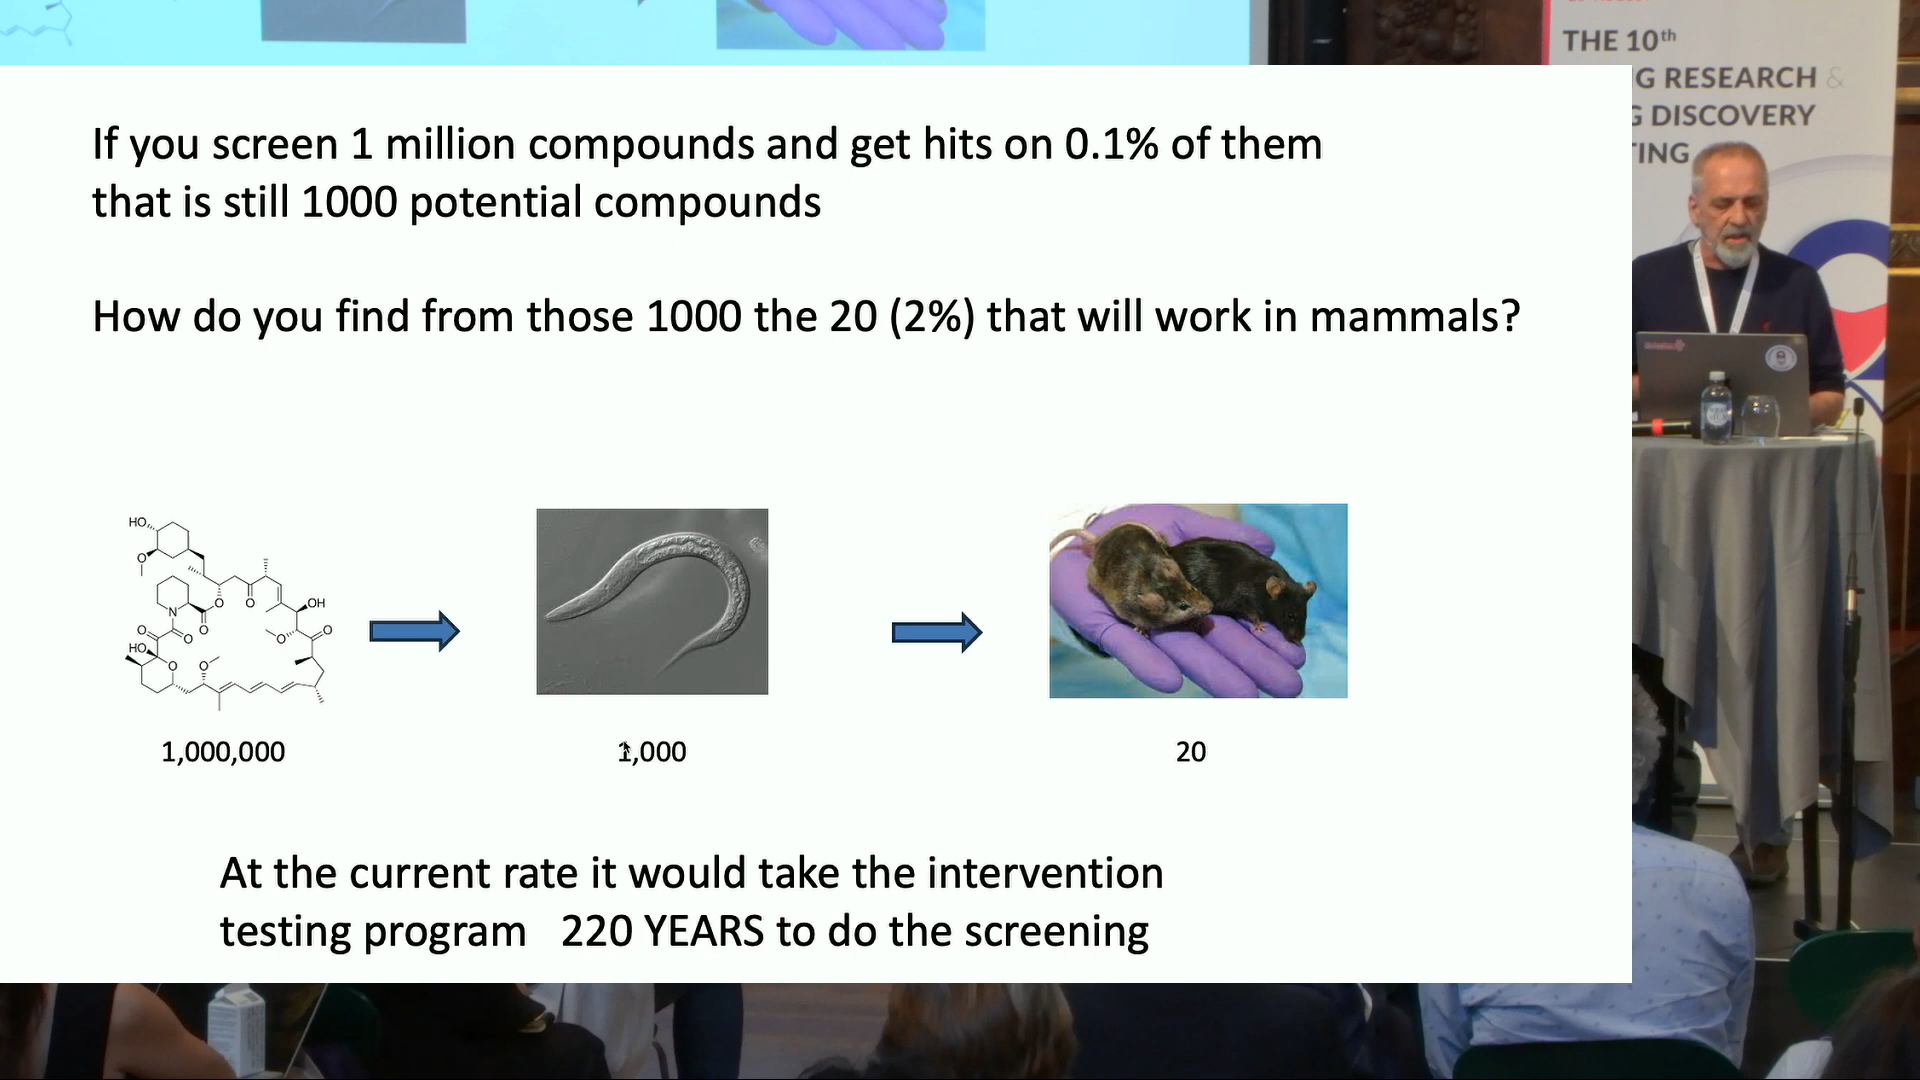 THE 10th
G RESEARCH &
G DISCOVERY
TING
If you screen 1 million compounds and get hits on 0.1% of them
that is still 1000 potential compounds
How do you find from those 1000 the 20 (2%) that will work in mammals?
HO
O
O
O
OH
N
O
O
O
O
O
O
HO
O
O
1,000,000
1,000
20
At the current rate it would take the intervention
testing program 220 YEARS to do the screening